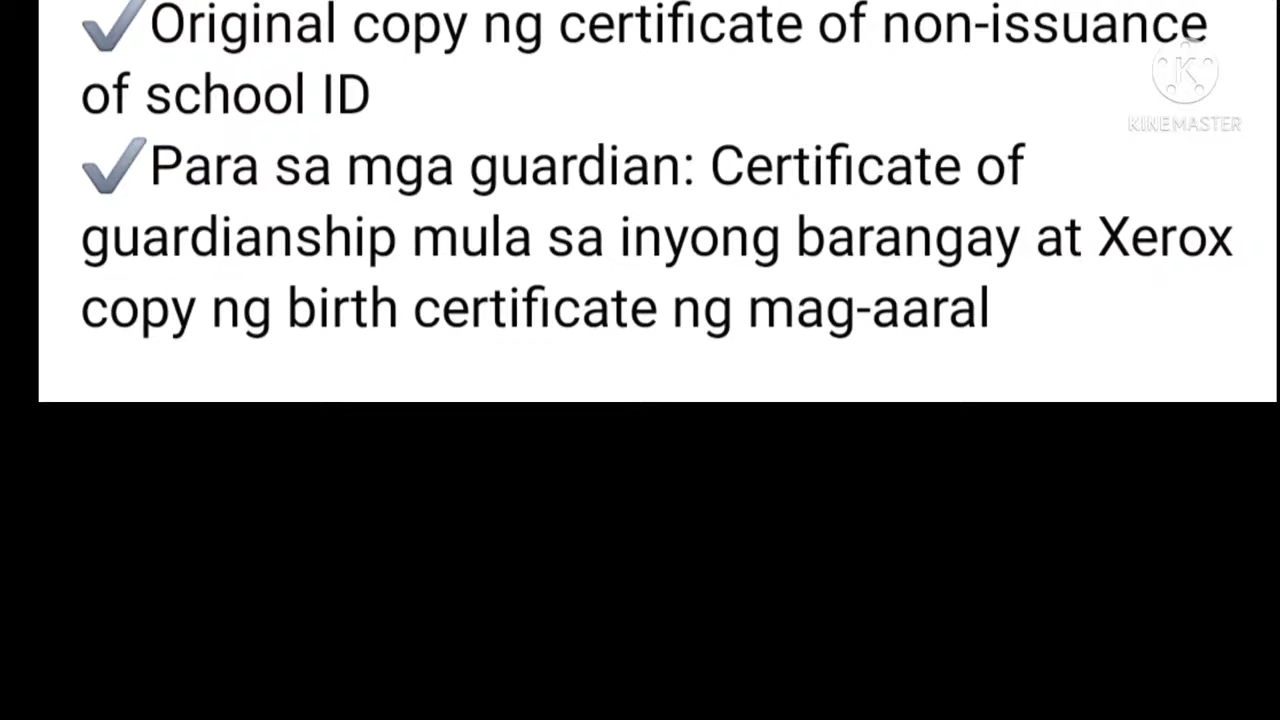 ✔Original copy ng certificate of non-issuance
of school ID
✔Para sa mga guardian: Certificate of
guardianship mula sa inyong barangay at Xerox
copy ng birth certificate ng mag-aaral
K
KINEMASTER